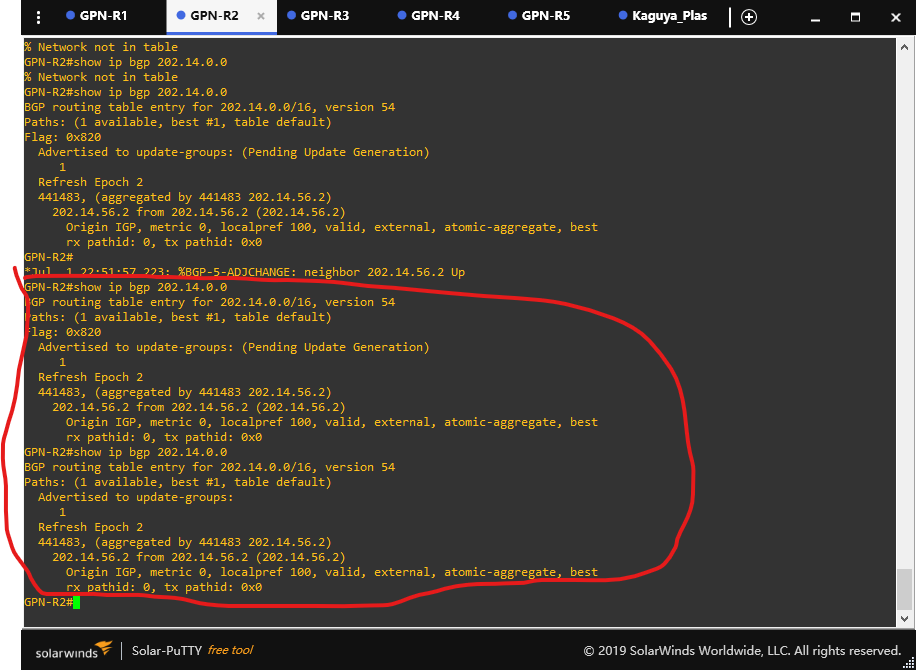 GPN-R1 GPN-R2 GPN-R3 GPN-R4 GPN-R5 Kaguya_Plas
% Network not in table
GPN-R2#show ip bgp 202.14.0.0
% Network not in table
GPN-R2#show ip bgp 202.14.0.0
BGP routing table entry for 202.14.0.0/16, version 54
Paths: (1 available, best #1, table default)
Flag: 0x820
  Advertised to update-groups: (Pending Update Generation)
     1
  Refresh Epoch 2
  441483, (aggregated by 441483 202.14.56.2)
    202.14.56.2 from 202.14.56.2 (202.14.56.2)
      Origin IGP, metric 0, localpref 100, valid, external, atomic-aggregate, best
      rx pathid: 0, tx pathid: 0x0
GPN-R2#
*Jul  1 22:51:57.223: %BGP-5-ADJCHANGE: neighbor 202.14.56.2 Up
GPN-R2#show ip bgp 202.14.0.0
BGP routing table entry for 202.14.0.0/16, version 54
Paths: (1 available, best #1, table default)
Flag: 0x820
  Advertised to update-groups: (Pending Update Generation)
     1
  Refresh Epoch 2
  441483, (aggregated by 441483 202.14.56.2)
    202.14.56.2 from 202.14.56.2 (202.14.56.2)
      Origin IGP, metric 0, localpref 100, valid, external, atomic-aggregate, best
      rx pathid: 0, tx pathid: 0x0
GPN-R2#show ip bgp 202.14.0.0
BGP routing table entry for 202.14.0.0/16, version 54
Paths: (1 available, best #1, table default)
  Advertised to update-groups:
     1
  Refresh Epoch 2
  441483, (aggregated by 441483 202.14.56.2)
    202.14.56.2 from 202.14.56.2 (202.14.56.2)
      Origin IGP, metric 0, localpref 100, valid, external, atomic-aggregate, best
      rx pathid: 0, tx pathid: 0x0
GPN-R2#
solarwinds Solar-PuTTY free tool © 2019 SolarWinds Worldwide, LLC. All rights reserved.